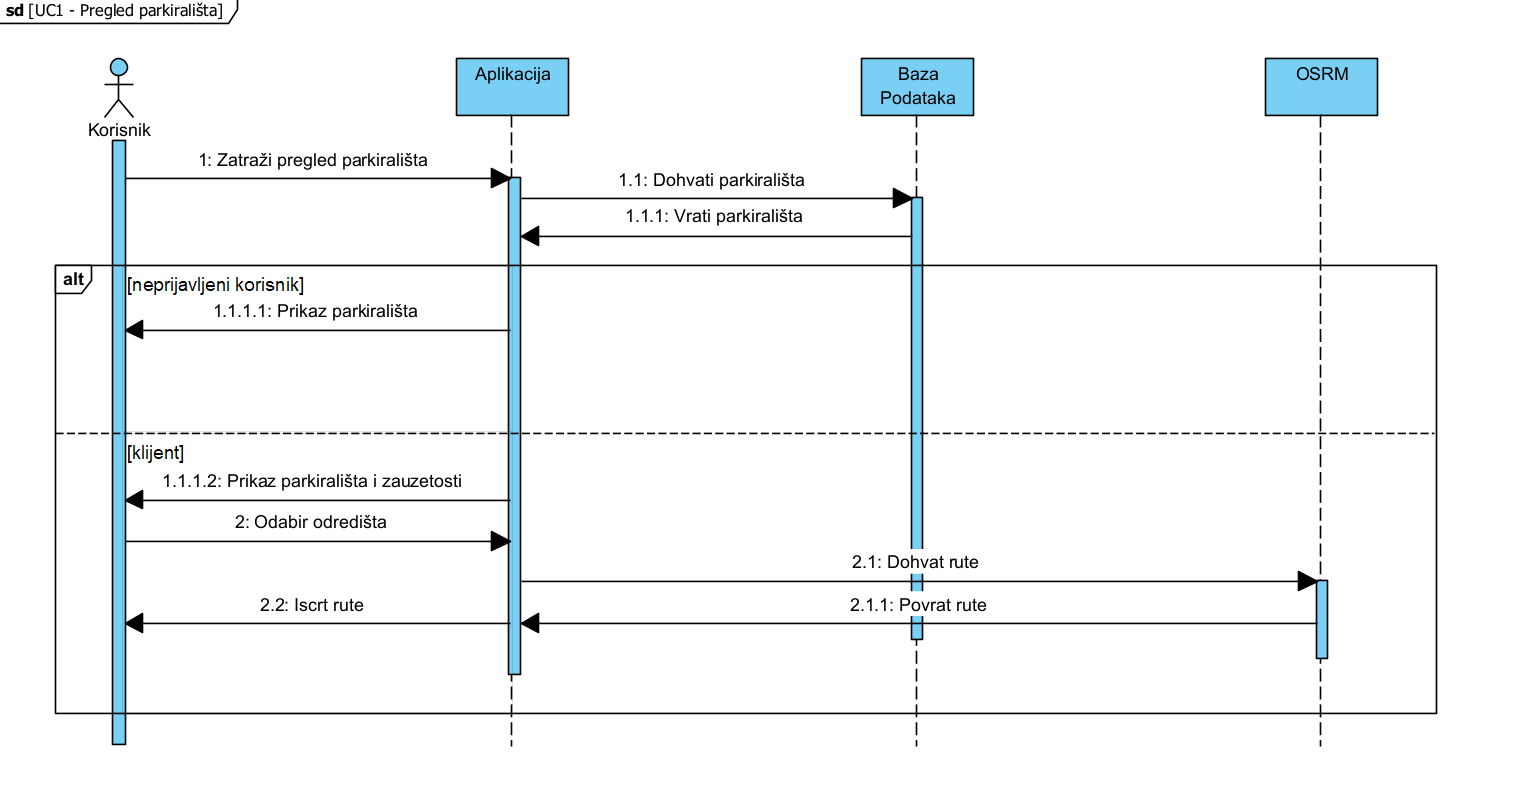 sd [UC1 - Pregled parkirališta]
Korisnik
Aplikacija
Baza
Podataka
OSRM
1: Zatraži pregled parkirališta
1.1: Dohvati parkirališta
1.1.1: Vrati parkirališta
alt
[neprijavljeni korisnik]
1.1.1.1: Prikaz parkirališta
[klijent]
1.1.1.2: Prikaz parkirališta i zauzetosti
2: Odabir odredišta
2.1: Dohvat rute
2.2: Iscrt rute
2.1.1: Povrat rute